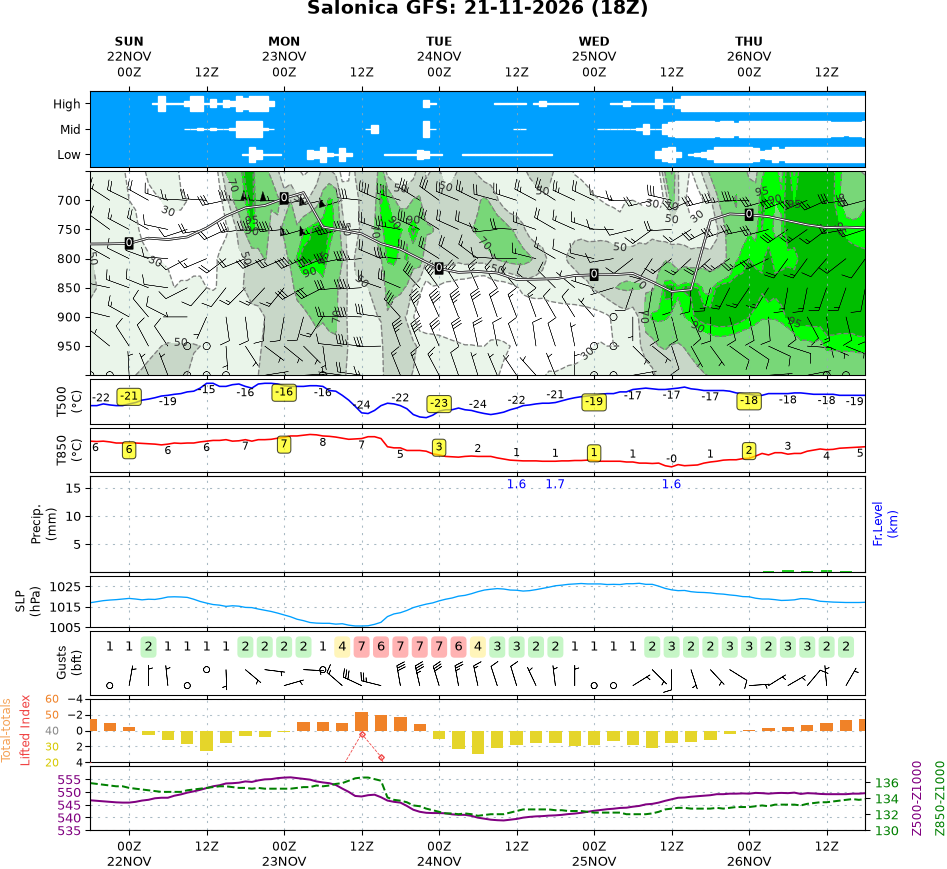 Salonica GFS: 21-11-2026 (18Z)
SUN MON TUE WED THU
22NOV 23NOV 24NOV 25NOV 26NOV
00Z 12Z 00Z 12Z 00Z 12Z 00Z 12Z 00Z 12Z
High
Mid
Low
700
750
800
850
900
950
0 0 0 0 0
T500 (°C)
-22 -21 -19 -15 -16 -16 -16 -24 -22 -23 -24 -22 -21 -19 -17 -17 -17 -18 -18 -18 -19
T850 (°C)
6 6 6 6 7 7 8 7 5 3 2 1 1 1 1 -0 1 2 3 4 5
Precip. (mm)
15
10
5
1.6 1.7 1.6
Fr.Level (km)
SLP (hPa)
1025
1015
1005
Gusts (bft)
1 1 2 1 1 1 1 2 2 2 2 1 4 7 6 7 7 7 6 4 3 3 2 2 1 1 1 1 2 3 2 2 3 3 2 3 3 2 2
Total-totals
Lifted Index
60 -4
50 -2
40 0
30 2
20 4
555
550
545
540
535
136
134
132
130
Z500-Z1000
Z850-Z1000
00Z 12Z 00Z 12Z 00Z 12Z 00Z 12Z 00Z 12Z
22NOV 23NOV 24NOV 25NOV 26NOV